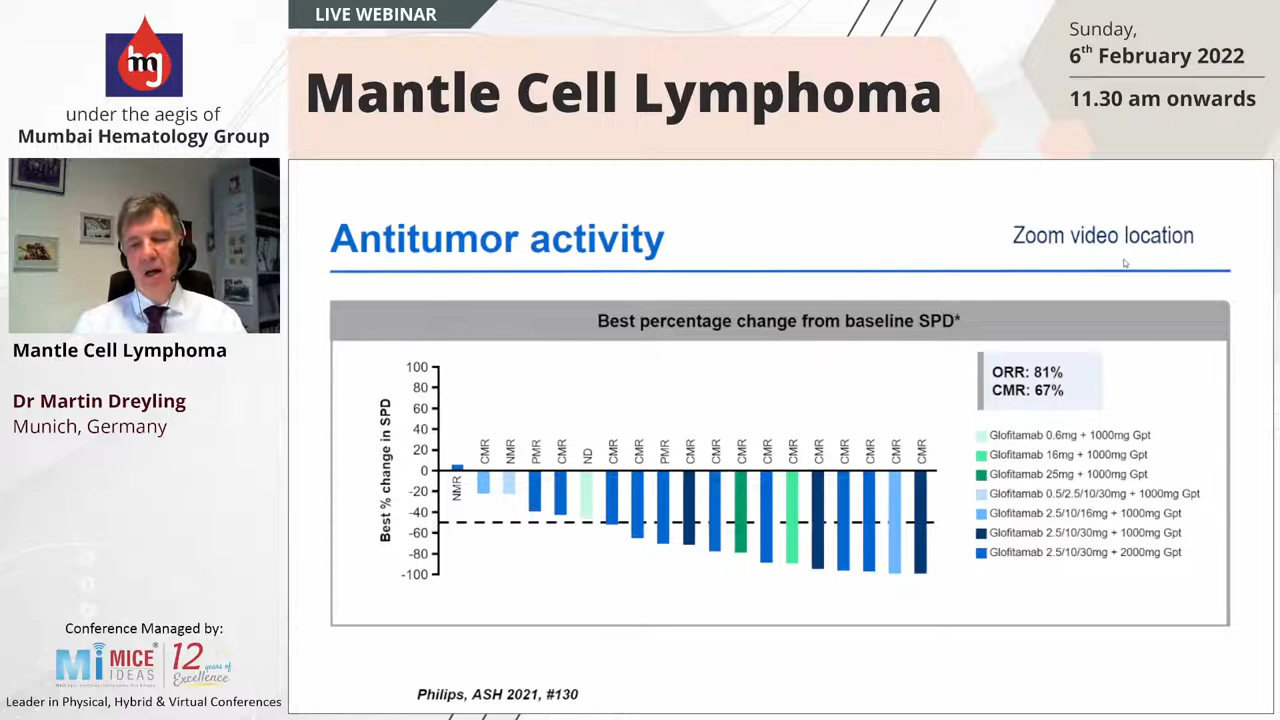 mg
under the aegis of
Mumbai Hematology Group
LIVE WEBINAR
Mantle Cell Lymphoma
Sunday,
6th February 2022
11.30 am onwards
Mantle Cell Lymphoma
Dr Martin Dreyling
Munich, Germany
Antitumor activity
Zoom video location
Best percentage change from baseline SPD*
Best % change in SPD
100
80
60
40
20
0
-20
-40
-60
-80
-100
NMR
CMR
NMR
PMR
CMR
ND
CMR
CMR
PMR
CMR
CMR
CMR
CMR
CMR
CMR
CMR
CMR
CMR
CMR
ORR: 81%
CMR: 67%
Glofitamab 0.6mg + 1000mg Gpt
Glofitamab 16mg + 1000mg Gpt
Glofitamab 25mg + 1000mg Gpt
Glofitamab 0.5/2.5/10/30mg + 1000mg Gpt
Glofitamab 2.5/10/16mg + 1000mg Gpt
Glofitamab 2.5/10/30mg + 1000mg Gpt
Glofitamab 2.5/10/30mg + 2000mg Gpt
Philips, ASH 2021, #130
Conference Managed by:
Mi MICE IDEAS
12 years of Excellence
Leader in Physical, Hybrid & Virtual Conferences